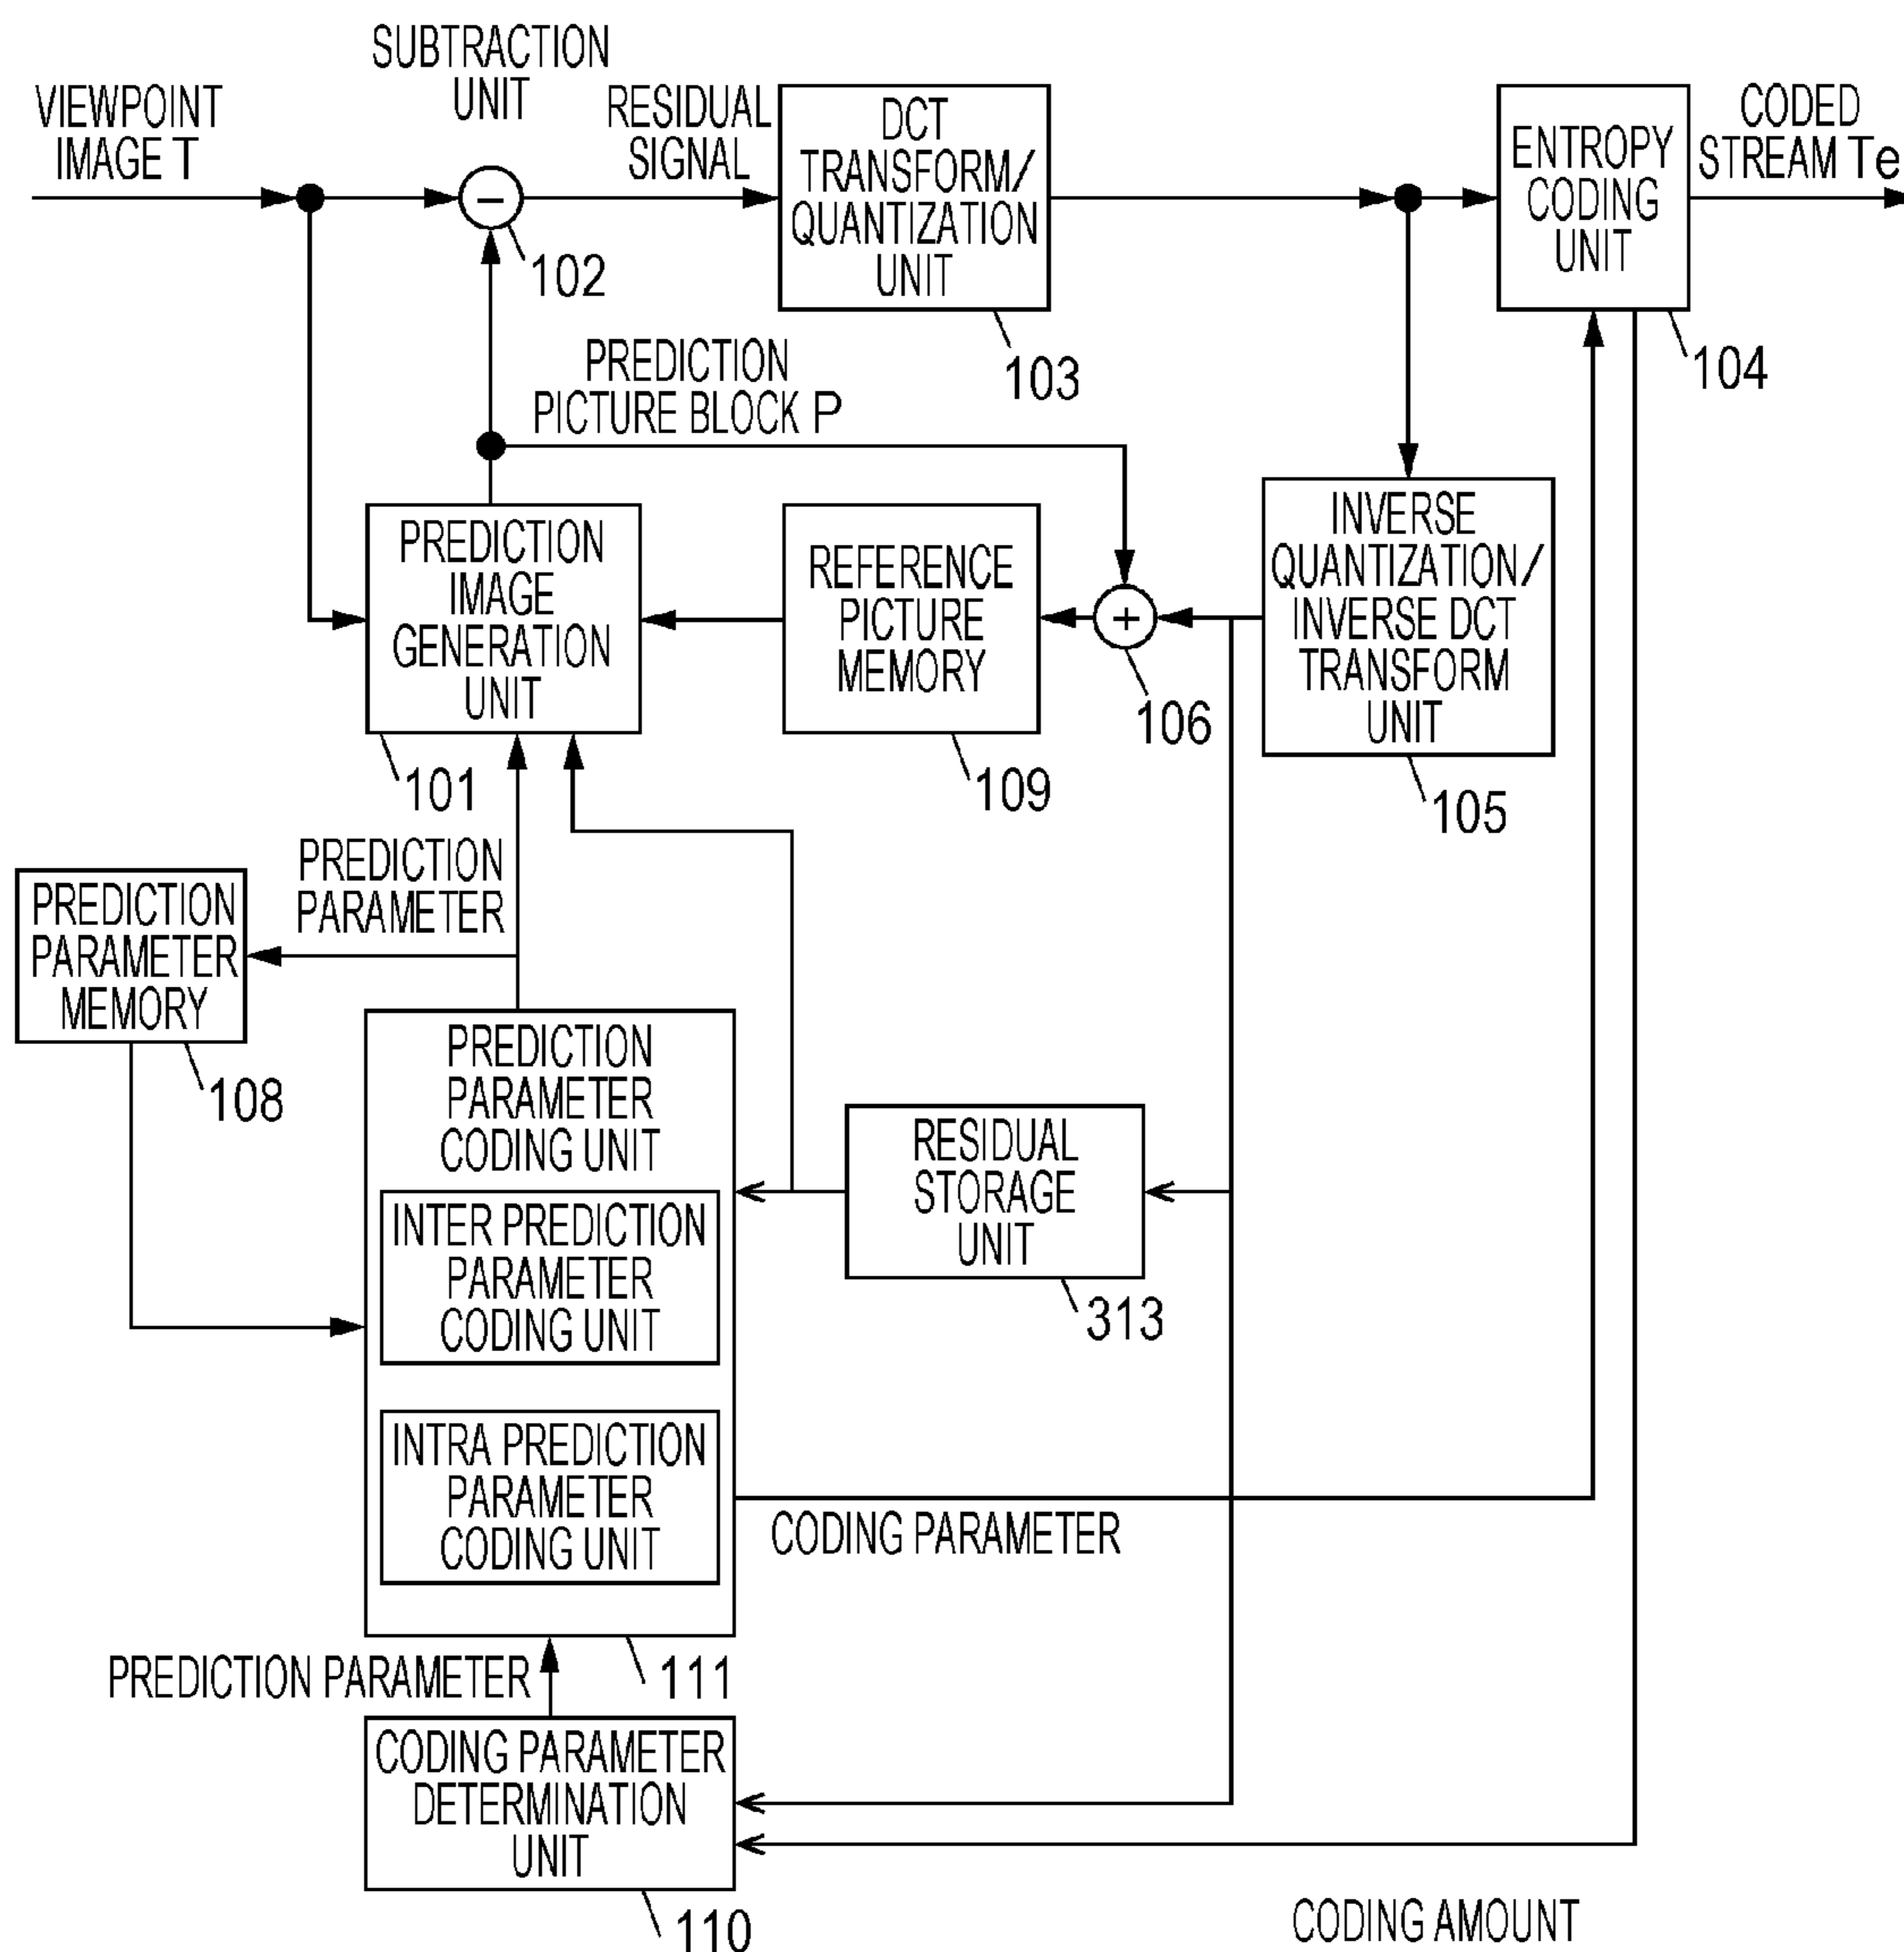 SUBTRACTION
UNIT
VIEWPOINT
IMAGE T
RESIDUAL
SIGNAL
DCT
TRANSFORM/
QUANTIZATION
UNIT
ENTROPY
CODING
UNIT
CODED
STREAM Te
−
102
103
104
PREDICTION
PICTURE BLOCK P
PREDICTION
IMAGE
GENERATION
UNIT
REFERENCE
PICTURE
MEMORY
+
INVERSE
QUANTIZATION/
INVERSE DCT
TRANSFORM
UNIT
101
109
106
105
PREDICTION
PARAMETER
PREDICTION
PARAMETER
MEMORY
108
PREDICTION
PARAMETER
CODING UNIT
INTER PREDICTION
PARAMETER
CODING UNIT
RESIDUAL
STORAGE
UNIT
313
INTRA PREDICTION
PARAMETER
CODING UNIT
CODING PARAMETER
PREDICTION PARAMETER
111
CODING PARAMETER
DETERMINATION
UNIT
110
CODING AMOUNT